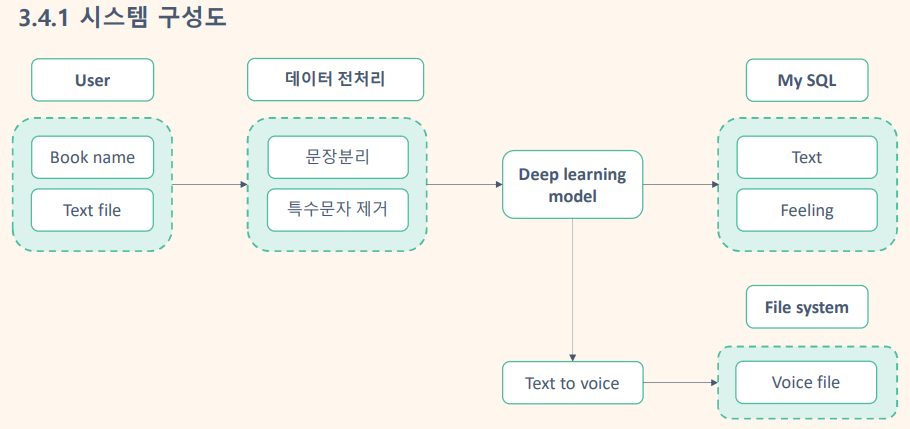 3.4.1 시스템 구성도
User
데이터 전처리
My SQL
Book name
Text file
문장분리
특수문자 제거
Deep learning
model
Text
Feeling
File system
Text to voice
Voice file